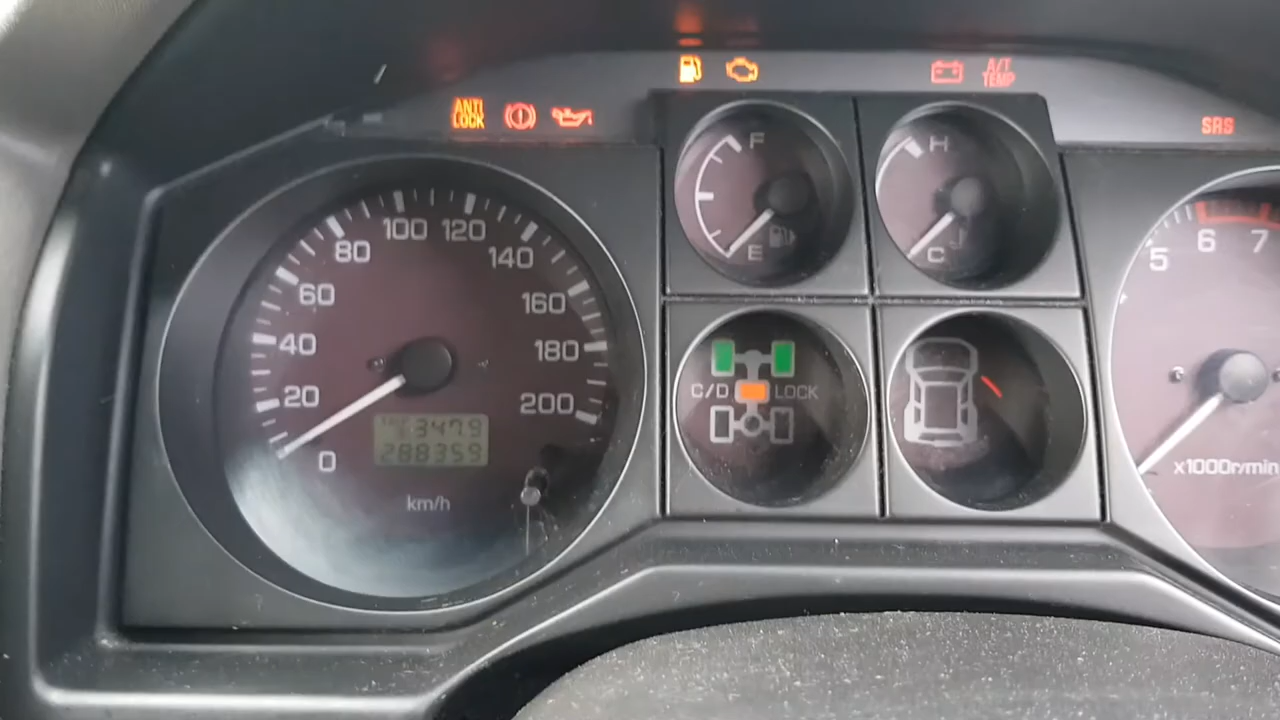 ANTI
LOCK
A/T
TEMP
SRS
F
E
H
C
0
20
40
60
80
100
120
140
160
180
200
288359
km/h
C/D
LOCK
5
6
7
x1000r/min